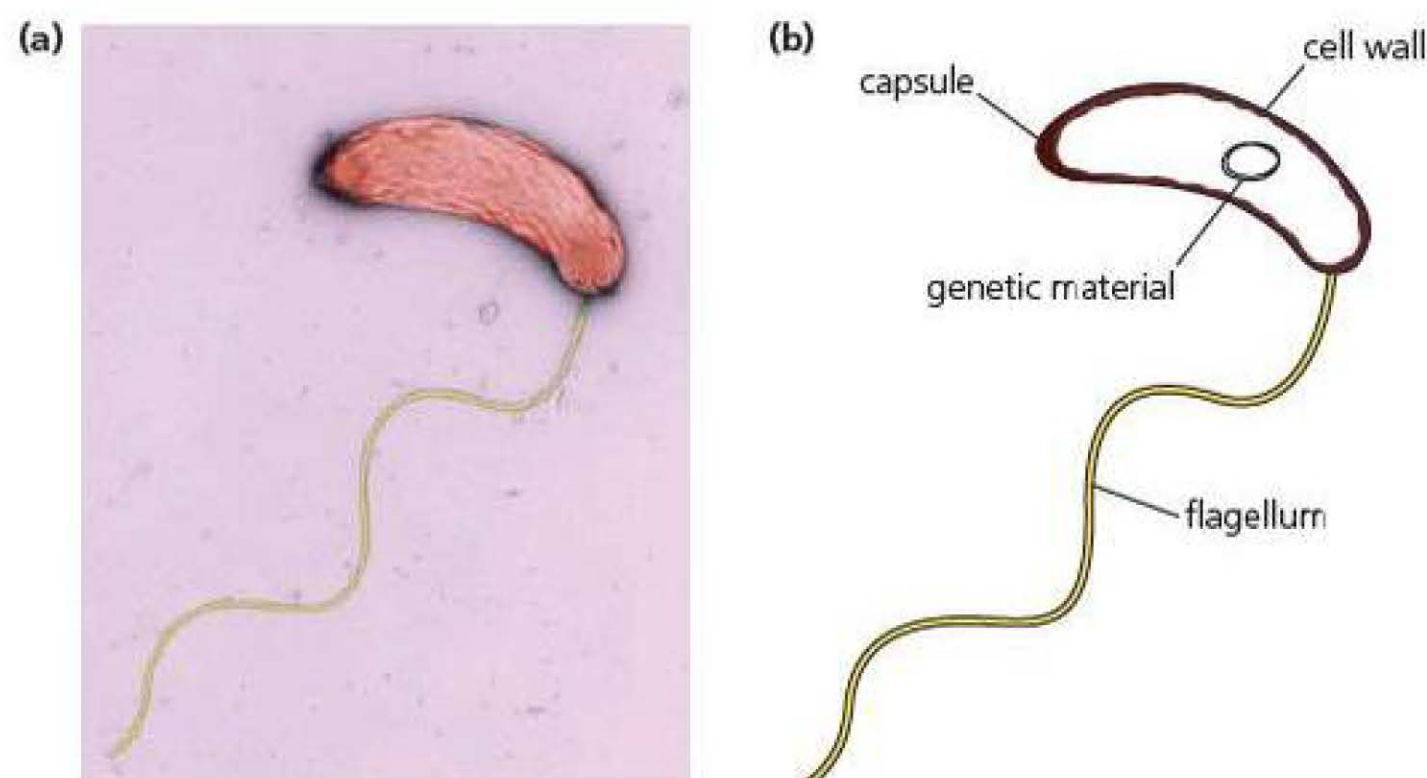 (a)
(b)
cell wall
capsule
genetic material
flagellum